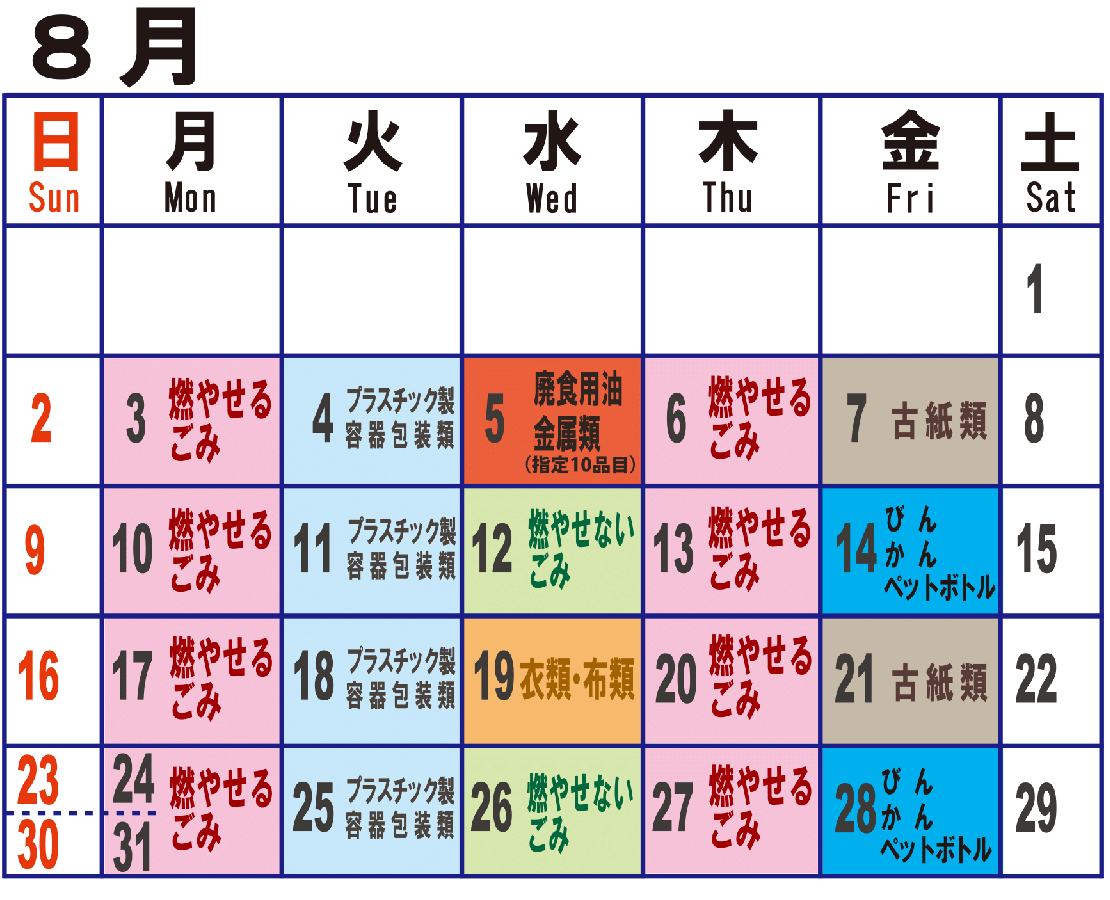 8月
日 月 火 水 木 金 土
Sun Mon Tue Wed Thu Fri Sat
1
2
3 燃やせる
ごみ
4 プラスチック製
容器包装類
5 廃食用油
金属類
(指定10品目)
6 燃やせる
ごみ
7 古紙類
8
9
10 燃やせる
ごみ
11 プラスチック製
容器包装類
12 燃やせない
ごみ
13 燃やせる
ごみ
14 びん
かん
ペットボトル
15
16
17 燃やせる
ごみ
18 プラスチック製
容器包装類
19 衣類・布類
20 燃やせる
ごみ
21 古紙類
22
23
30
24
31
燃やせる
ごみ
25 プラスチック製
容器包装類
26 燃やせない
ごみ
27 燃やせる
ごみ
28 びん
かん
ペットボトル
29